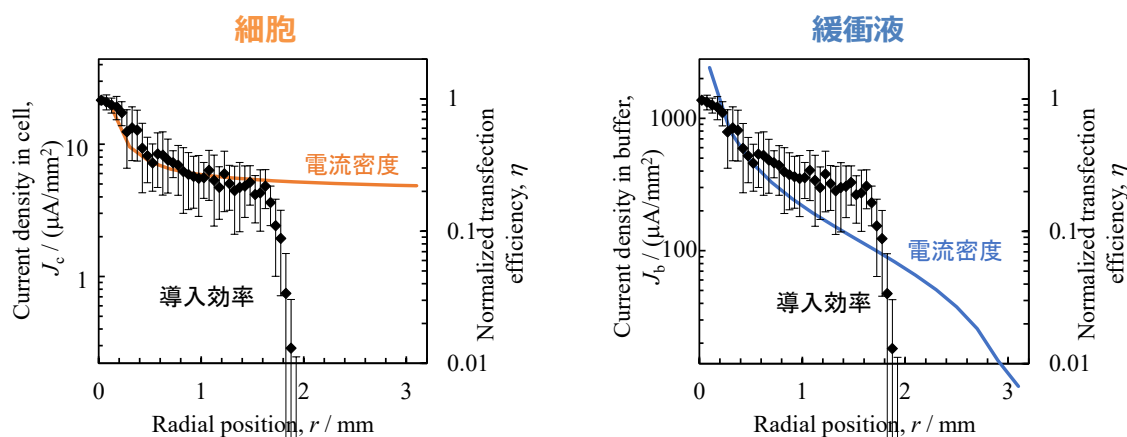 細胞
Current density in cell,
J_c / (μA/mm²)
10
1
電流密度
導入効率
1
0.1
0.01
Normalized transfection
efficiency, η
0
1
2
3
Radial position, r / mm
緩衝液
Current density in buffer,
J_b / (μA/mm²)
1000
100
電流密度
導入効率
1
0.1
0.01
Normalized transfection
efficiency, η
0
1
2
3
Radial position, r / mm